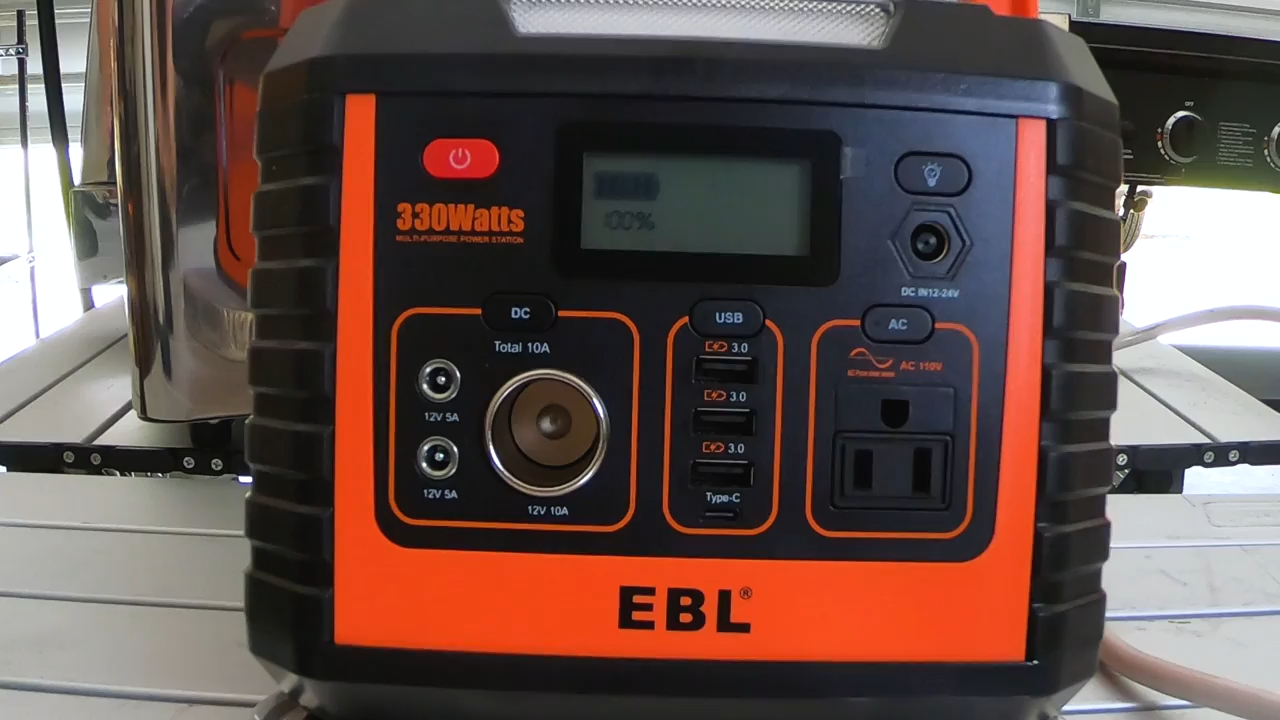 OFF
330Watts
MULTI-PURPOSE POWER STATION
100%
DC IN12-24V
DC
Total 10A
12V 5A
12V 5A
12V 10A
USB
3.0
3.0
3.0
Type-C
AC
AC 110V
EBL®